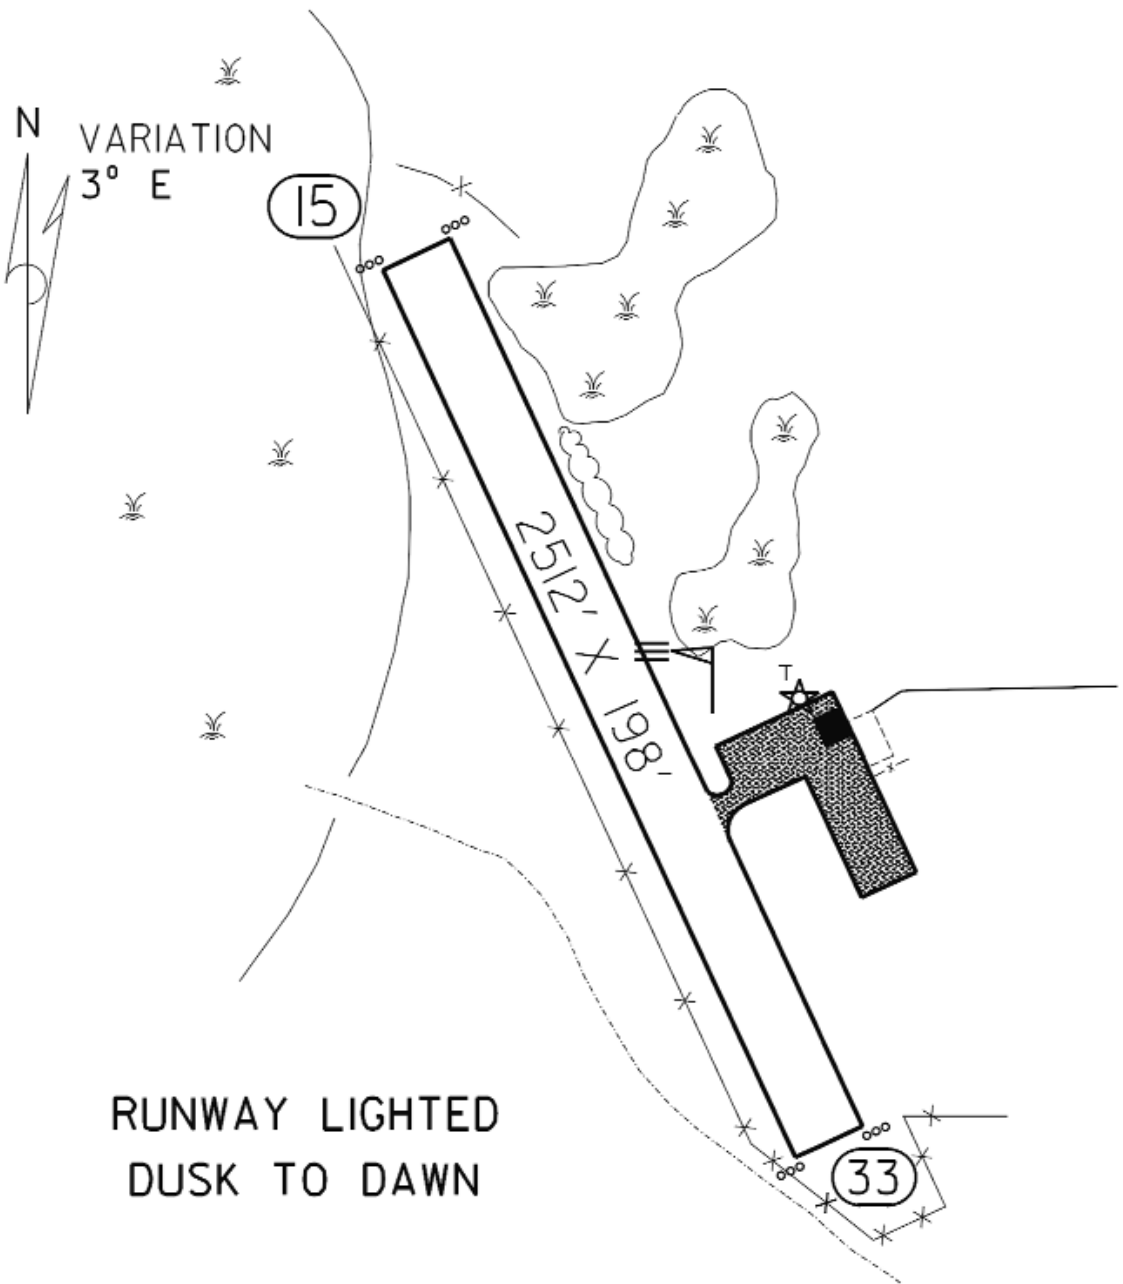 N
VARIATION
3° E
15
2512' X 198'
T
33
RUNWAY LIGHTED
DUSK TO DAWN